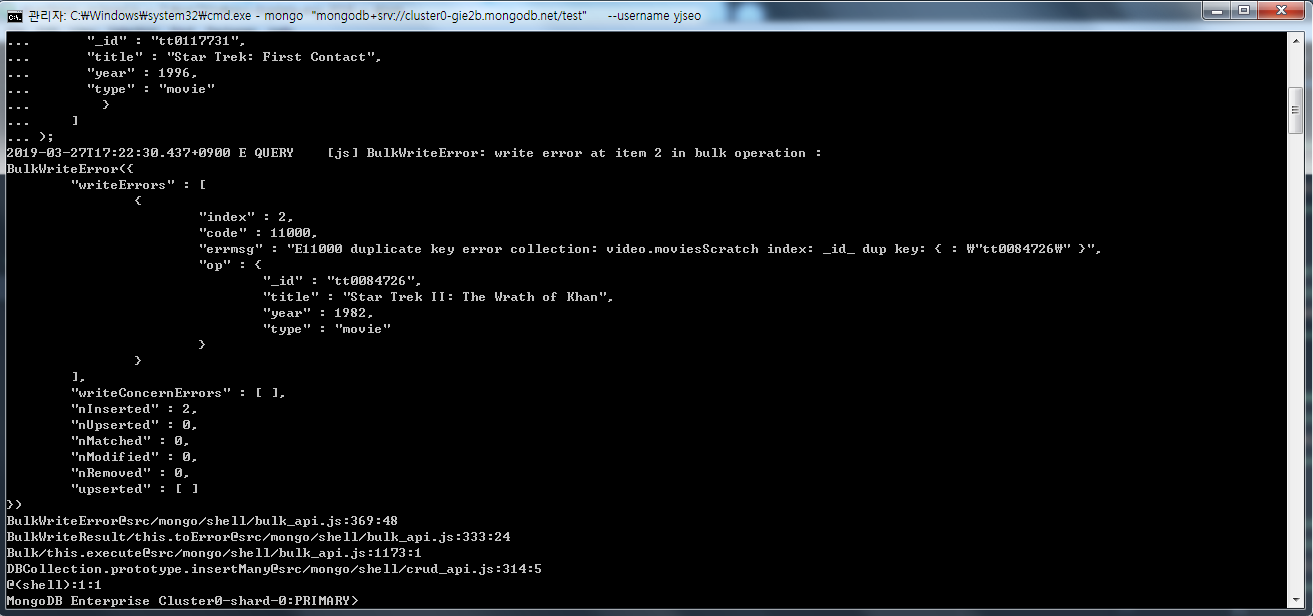 관리자: C:₩Windows₩system32₩cmd.exe - mongo "mongodb+srv://cluster0-gie2b.mongodb.net/test" --username yjseo
... "_id" : "tt0117731",
... "title" : "Star Trek: First Contact",
... "year" : 1996,
... "type" : "movie"
... }
... ]
... );
2019-03-27T17:22:30.437+0900 E QUERY [js] BulkWriteError: write error at item 2 in bulk operation :
BulkWriteError({
"writeErrors" : [
{
"index" : 2,
"code" : 11000,
"errmsg" : "E11000 duplicate key error collection: video.moviesScratch index: _id_ dup key: { : ₩"tt0084726₩" }",
"op" : {
"_id" : "tt0084726",
"title" : "Star Trek II: The Wrath of Khan",
"year" : 1982,
"type" : "movie"
}
}
],
"writeConcernErrors" : [ ],
"nInserted" : 2,
"nUpserted" : 0,
"nMatched" : 0,
"nModified" : 0,
"nRemoved" : 0,
"upserted" : [ ]
})
BulkWriteError@src/mongo/shell/bulk_api.js:369:48
BulkWriteResult/this.toError@src/mongo/shell/bulk_api.js:333:24
Bulk/this.execute@src/mongo/shell/bulk_api.js:1173:1
DBCollection.prototype.insertMany@src/mongo/shell/crud_api.js:314:5
@(shell):1:1
MongoDB Enterprise Cluster0-shard-0:PRIMARY>